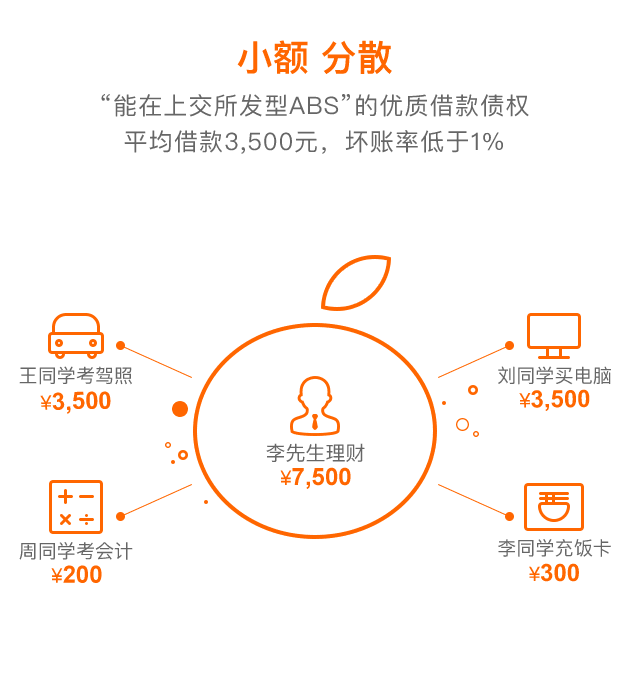 小额 分散
“能在上交所发型ABS”的优质借款债权
平均借款3,500元，坏账率低于1%
王同学考驾照
¥3,500
刘同学买电脑
¥3,500
李先生理财
¥7,500
周同学考会计
¥200
李同学充饭卡
¥300